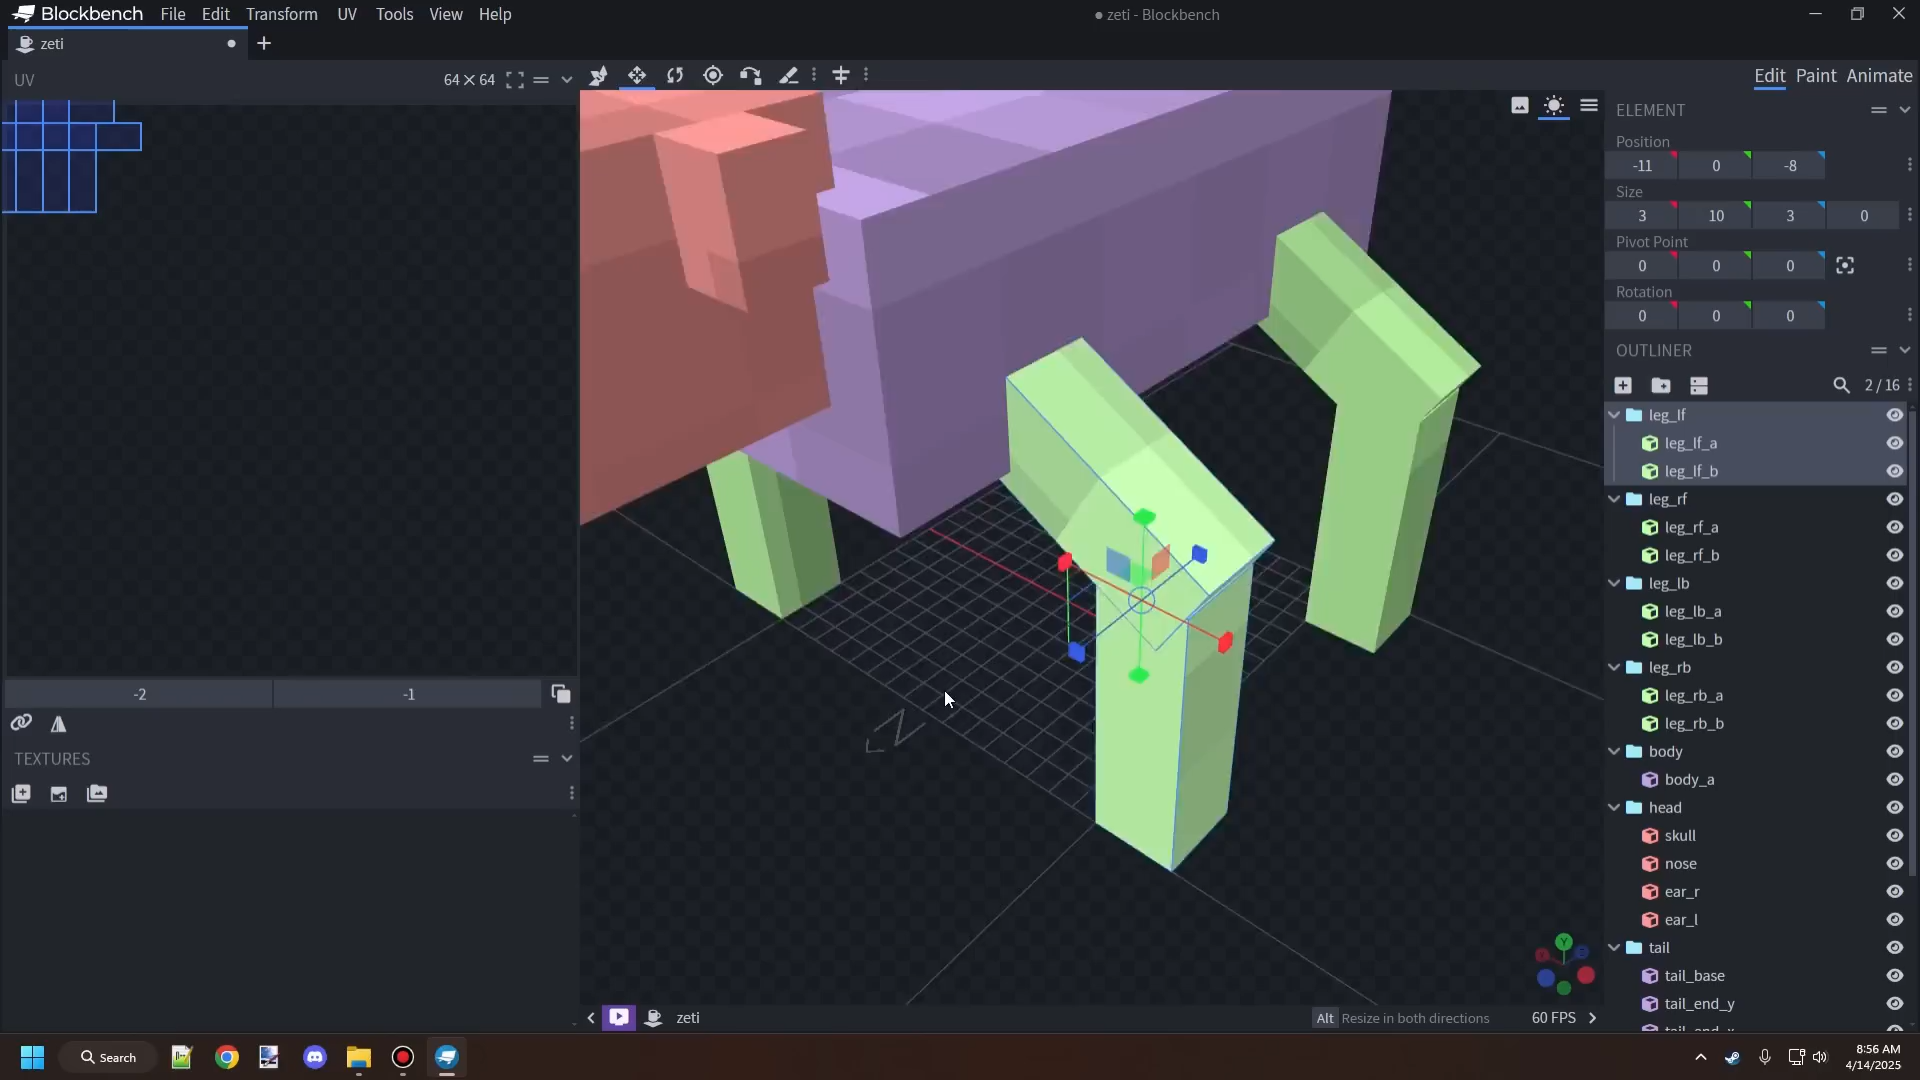 Blockbench File Edit Transform UV Tools View Help
zeti - Blockbench
zeti
UV 64 × 64
Edit Paint Animate
ELEMENT
Position
-11 0 -8
Size
3 10 3 0
Pivot Point
0 0 0
Rotation
0 0 0
OUTLINER
2 / 16
leg_lf
leg_lf_a
leg_lf_b
leg_rf
leg_rf_a
leg_rf_b
leg_lb
leg_lb_a
leg_lb_b
leg_rb
leg_rb_a
leg_rb_b
body
body_a
head
skull
nose
ear_r
ear_l
tail
tail_base
tail_end_y
-2 -1
TEXTURES
N
Y
zeti
Alt Resize in both directions 60 FPS
Search
8:56 AM
4/14/2025